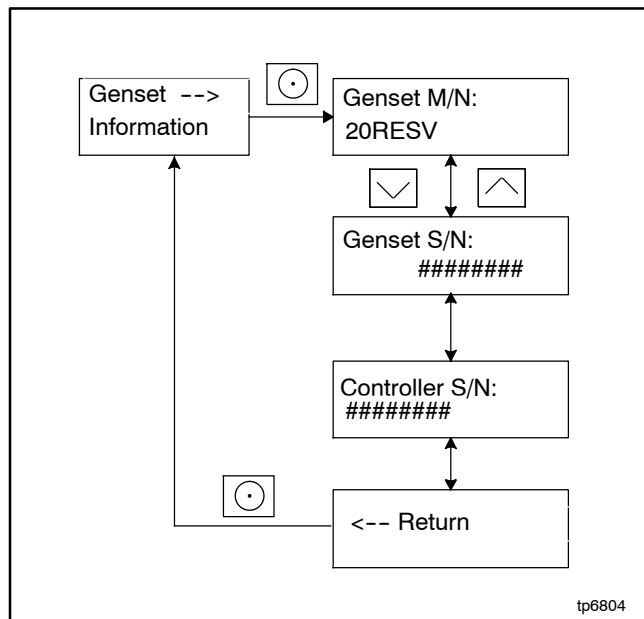 Genset -->
Information
Genset M/N:
20RESV
Genset S/N:
########
Controller S/N:
########
<-- Return
tp6804